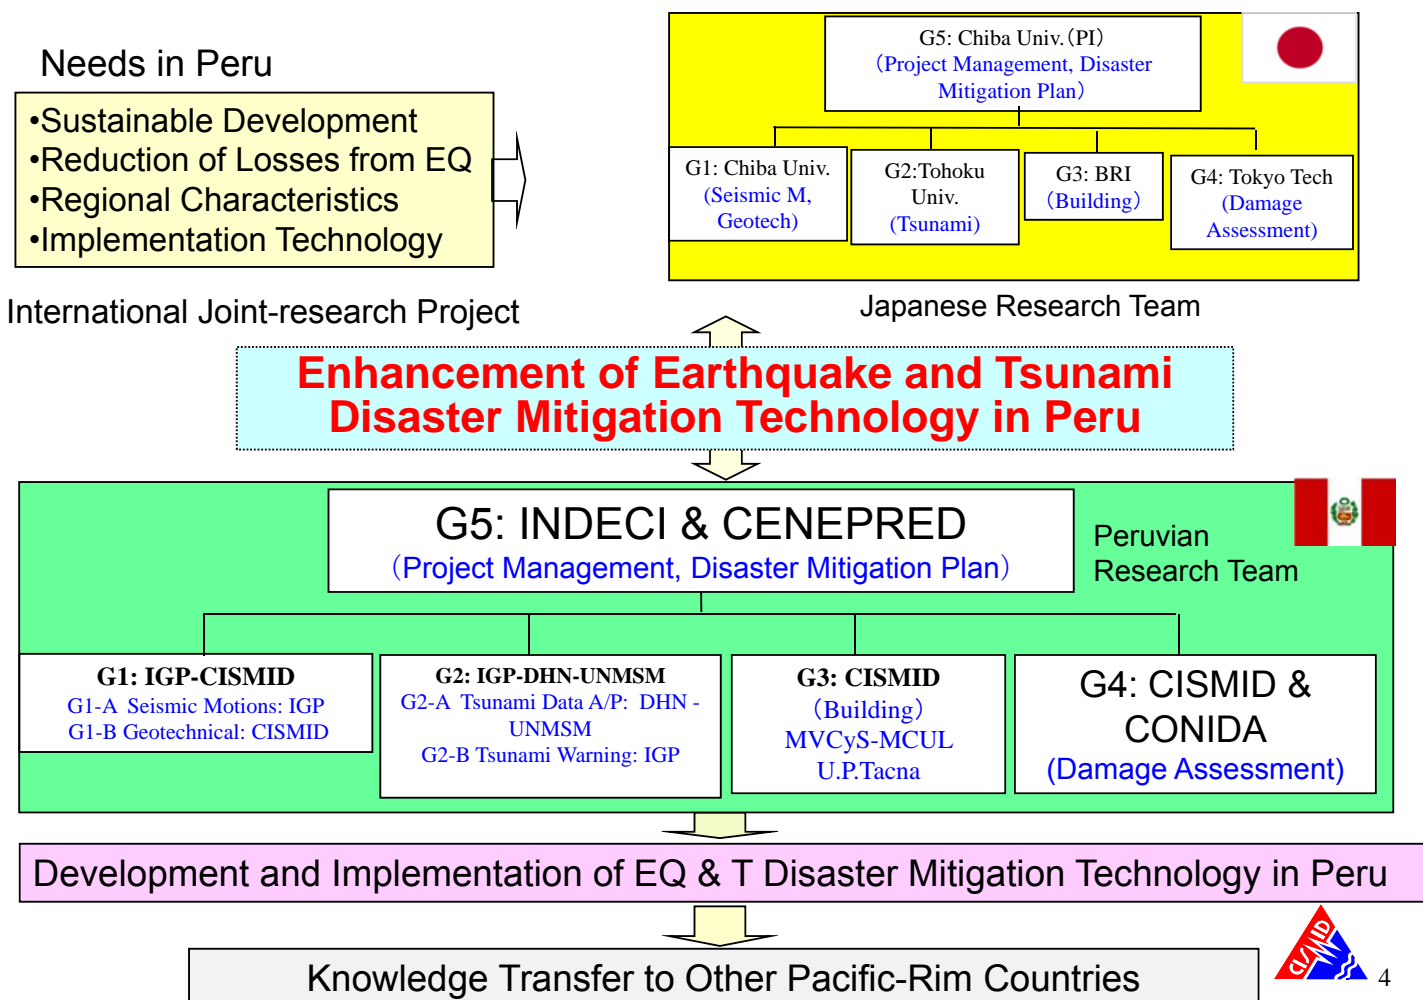 Needs in Peru
•Sustainable Development
•Reduction of Losses from EQ
•Regional Characteristics
•Implementation Technology
G5: Chiba Univ.（PI）
（Project Management, Disaster
Mitigation Plan）
G1: Chiba Univ.
(Seismic M,
Geotech)
G2:Tohoku
Univ.
(Tsunami)
G3: BRI
（Building）
G4: Tokyo Tech
(Damage
Assessment)
International Joint-research Project
Japanese Research Team
Enhancement of Earthquake and Tsunami
Disaster Mitigation Technology in Peru
G5: INDECI & CENEPRED
（Project Management, Disaster Mitigation Plan）
Peruvian
Research Team
G1: IGP-CISMID
G1-A Seismic Motions: IGP
G1-B Geotechnical: CISMID
G2: IGP-DHN-UNMSM
G2-A Tsunami Data A/P: DHN -
UNMSM
G2-B Tsunami Warning: IGP
G3: CISMID
（Building）
MVCyS-MCUL
U.P.Tacna
G4: CISMID &
CONIDA
(Damage Assessment)
Development and Implementation of EQ & T Disaster Mitigation Technology in Peru
Knowledge Transfer to Other Pacific-Rim Countries
CISMID
4